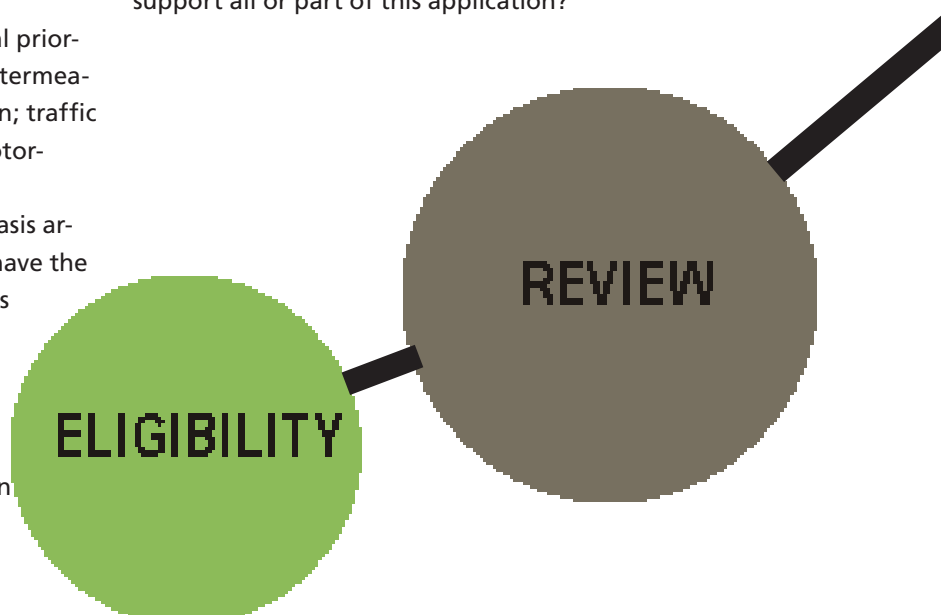 support all or part of this application?
al prior-
termea-
n; traffic
otor-
asis ar-
have the
s
n
REVIEW
ELIGIBILITY